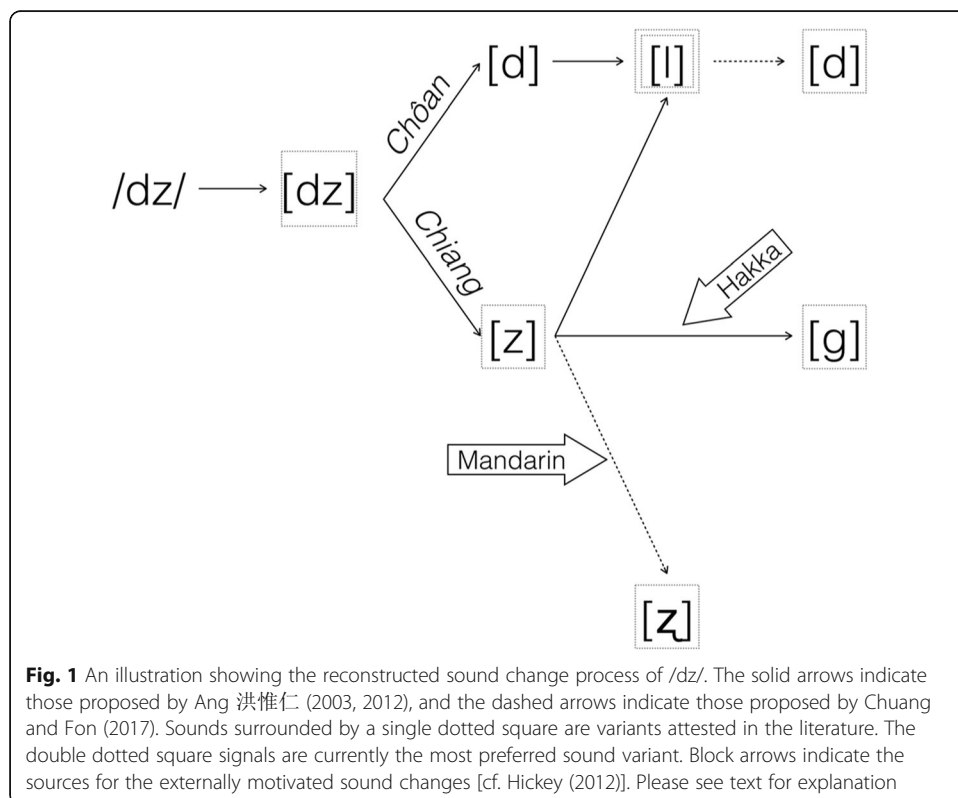 [d]
[l]
[d]
Chôan
/dz/
[dz]
Chiang
Hakka
[z]
[g]
Mandarin
[ʐ]
Fig. 1 An illustration showing the reconstructed sound change process of /dz/. The solid arrows indicate
those proposed by Ang 洪惟仁 (2003, 2012), and the dashed arrows indicate those proposed by Chuang
and Fon (2017). Sounds surrounded by a single dotted square are variants attested in the literature. The
double dotted square signals are currently the most preferred sound variant. Block arrows indicate the
sources for the externally motivated sound changes [cf. Hickey (2012)]. Please see text for explanation